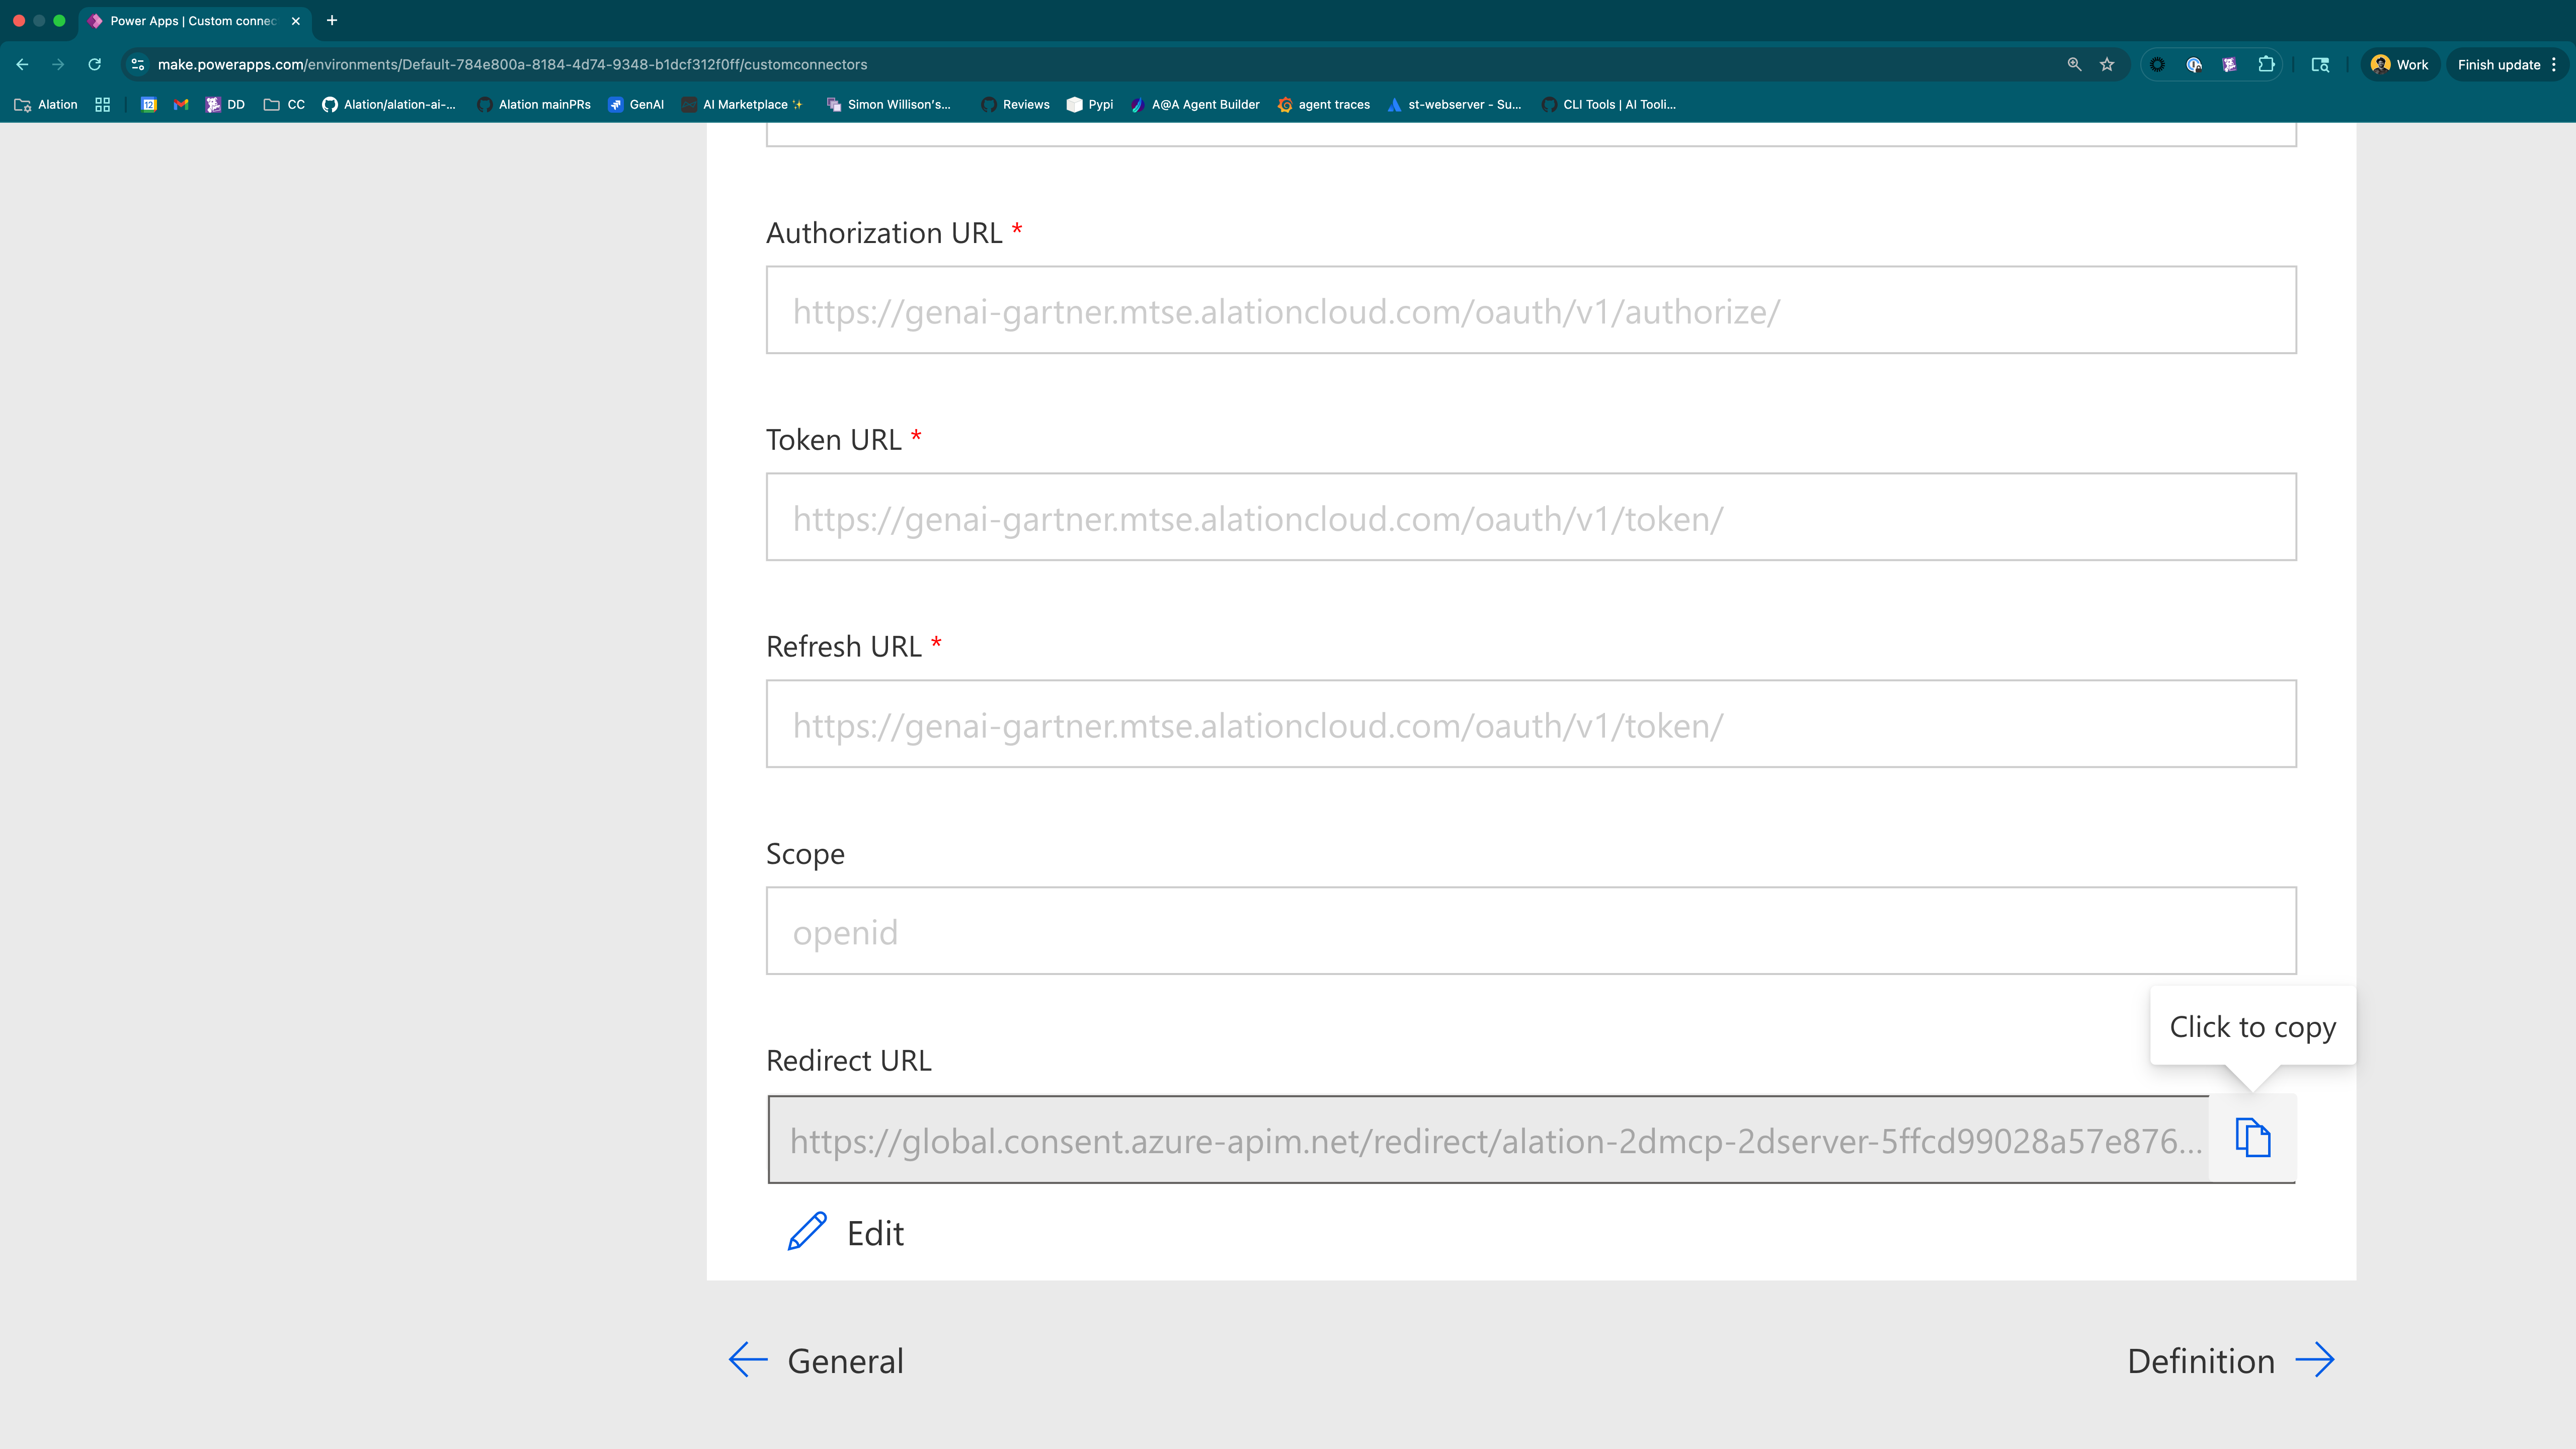 Power Apps | Custom connec
make.powerapps.com/environments/Default-784e800a-8184-4d74-9348-b1dcf312f0ff/customconnectors
Work
Finish update
Alation
12
DD
CC
Alation/alation-ai-...
Alation mainPRs
GenAI
AI Marketplace ✨
Simon Willison's...
Reviews
Pypi
A@A Agent Builder
agent traces
st-webserver - Su...
CLI Tools | AI Tooli...
Authorization URL *
https://genai-gartner.mtse.alationcloud.com/oauth/v1/authorize/
Token URL *
https://genai-gartner.mtse.alationcloud.com/oauth/v1/token/
Refresh URL *
https://genai-gartner.mtse.alationcloud.com/oauth/v1/token/
Scope
openid
Click to copy
Redirect URL
https://global.consent.azure-apim.net/redirect/alation-2dmcp-2dserver-5ffcd99028a57e876...
Edit
General
Definition